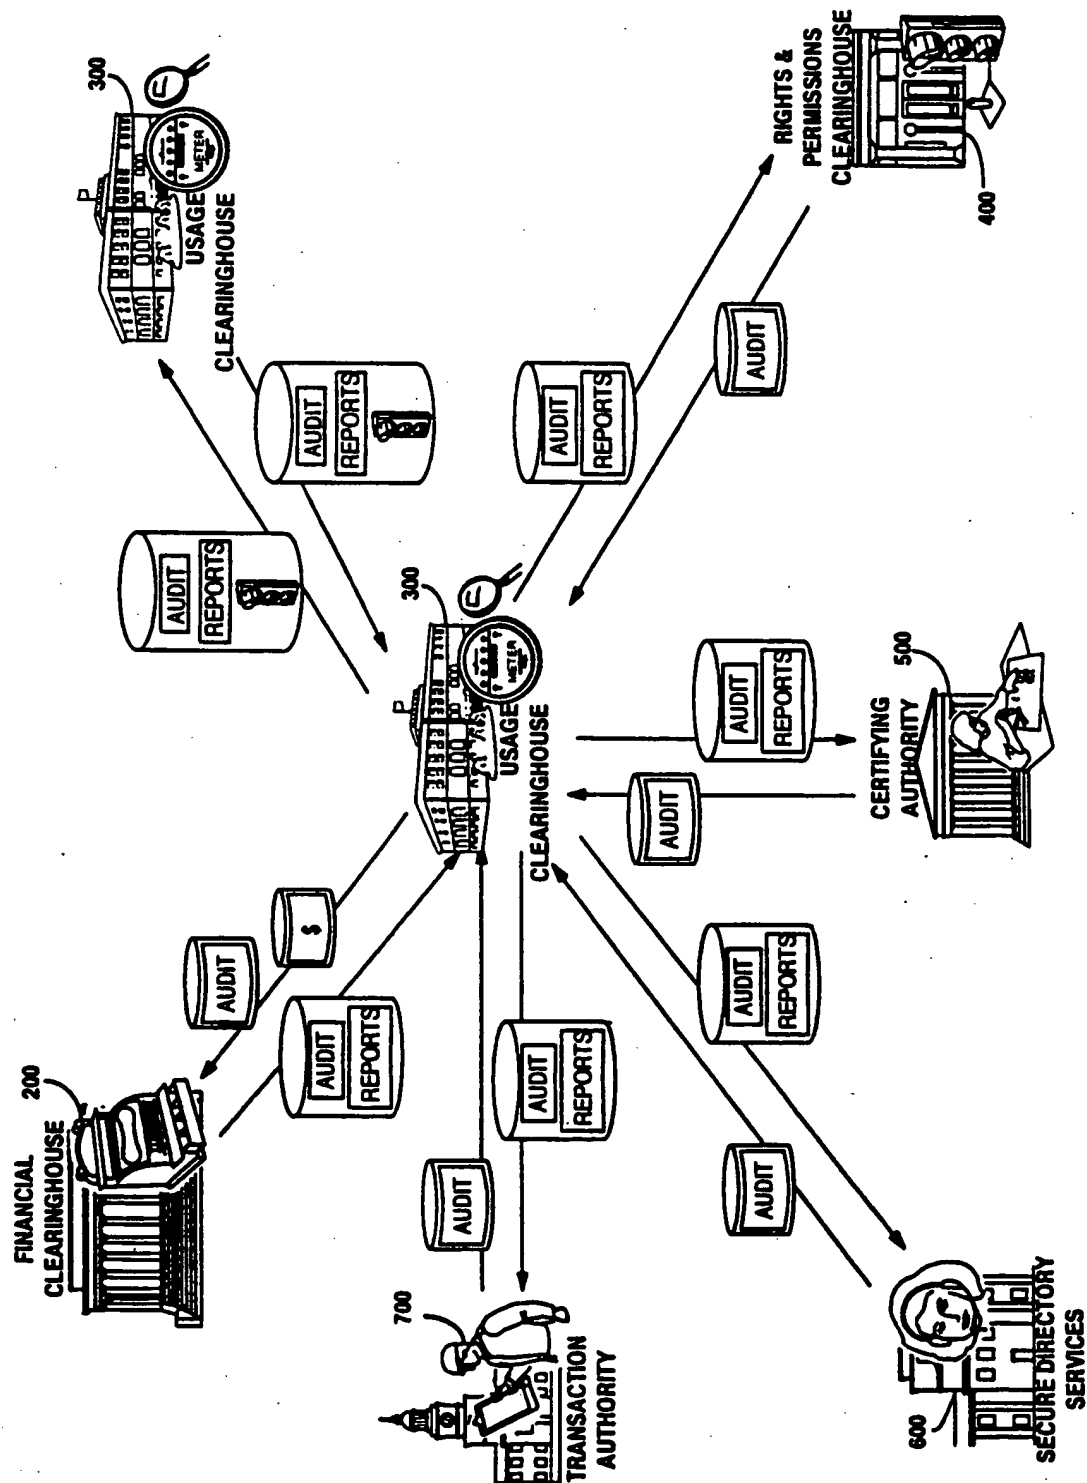 FINANCIAL
CLEARINGHOUSE
200
300
METER
USAGE
CLEARINGHOUSE
AUDIT
REPORTS
AUDIT
$
AUDIT
REPORTS
AUDIT
REPORTS
700
TRANSACTION
AUTHORITY
300
METER
USAGE
CLEARINGHOUSE
AUDIT
AUDIT
REPORTS
AUDIT
REPORTS
AUDIT
AUDIT
REPORTS
AUDIT
REPORTS
AUDIT
AUDIT
RIGHTS &
PERMISSIONS
CLEARINGHOUSE
400
CERTIFYING
AUTHORITY
500
600
SECURE DIRECTORY
SERVICES